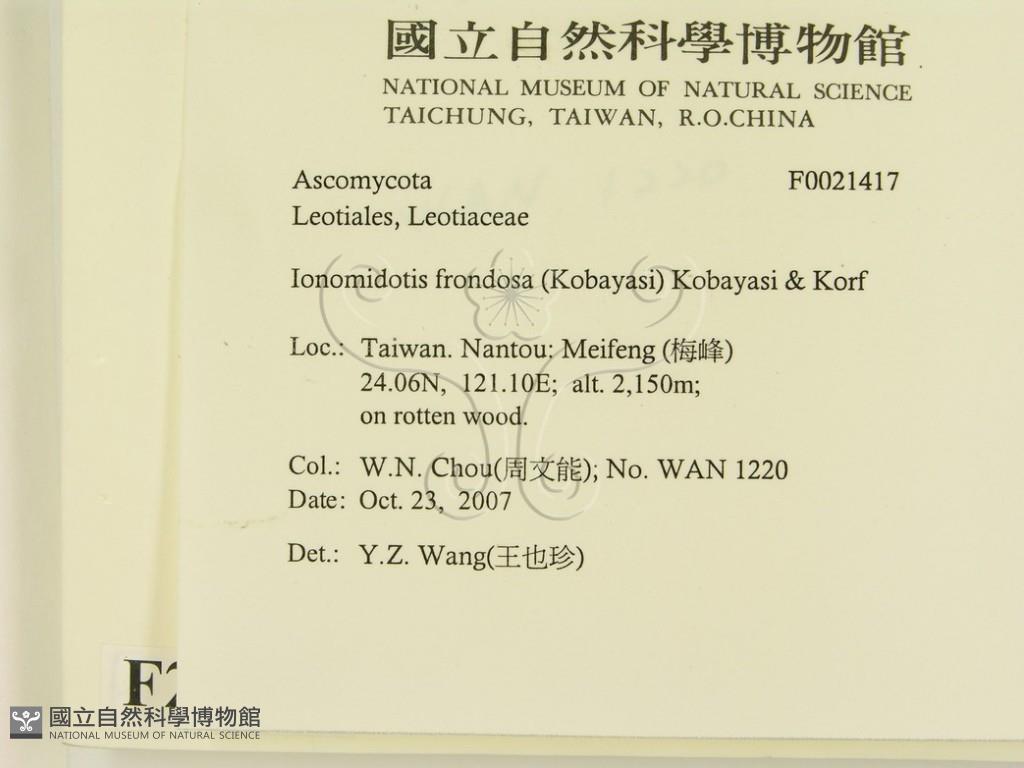 國立自然科學博物館
NATIONAL MUSEUM OF NATURAL SCIENCE
TAICHUNG, TAIWAN, R.O.CHINA
Ascomycota F0021417
Leotiales, Leotiaceae
Ionomidotis frondosa (Kobayasi) Kobayasi & Korf
Loc.: Taiwan. Nantou: Meifeng (梅峰)
24.06N, 121.10E; alt. 2,150m;
on rotten wood.
Col.: W.N. Chou(周文能); No. WAN 1220
Date: Oct. 23, 2007
Det.: Y.Z. Wang(王也珍)
國立自然科學博物館
NATIONAL MUSEUM OF NATURAL SCIENCE